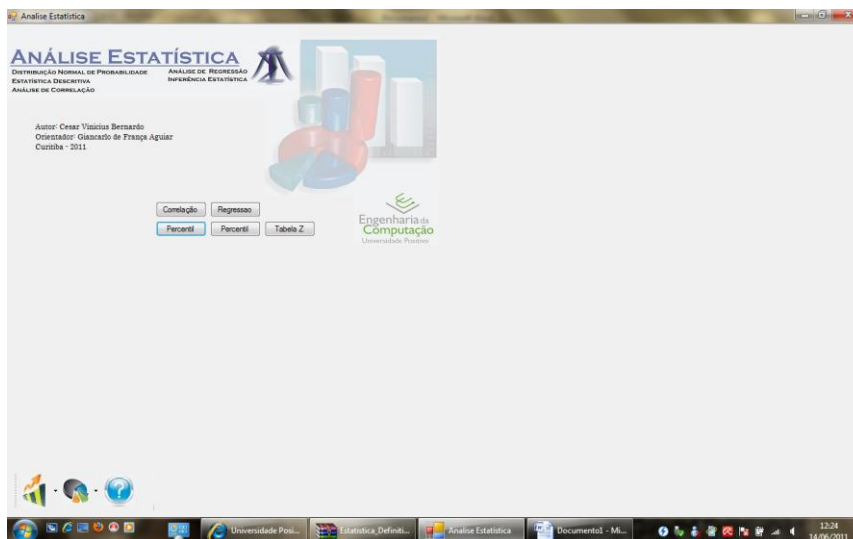 Analise Estatística
ANÁLISE ESTATÍSTICA
DISTRIBUIÇÃO NORMAL DE PROBABILIDADE
ESTATÍSTICA DESCRITIVA
ANÁLISE DE CORRELAÇÃO
ANÁLISE DE REGRESSÃO
INFERÊNCIA ESTATÍSTICA
Autor: Cesar Vinicius Bernardo
Orientador: Giancarlo de França Aguiar
Curitiba - 2011
Correlação Regressao
Percentil Percentil Tabela Z
Engenharia da
Computação
Universidade Positivo
Universidade Posi... Estatistica_Definiti... Analise Estatistica Documento1 - Mi... 12:24
14/06/2011